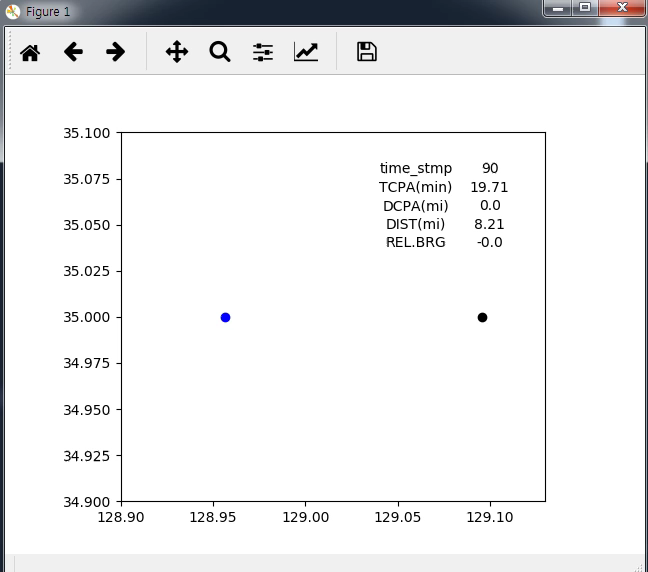 Figure 1
35.100
35.075
35.050
35.025
35.000
34.975
34.950
34.925
34.900
128.90 128.95 129.00 129.05 129.10
time_stmp 90
TCPA(min) 19.71
DCPA(mi) 0.0
DIST(mi) 8.21
REL.BRG -0.0